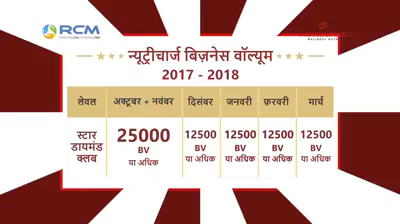 RCM
न्यूट्रीचार्ज बिज़नेस वॉल्यूम
2017 - 2018
लेवल अक्टूबर + नवंबर दिसंबर जनवरी फ़रवरी मार्च
स्टार डायमंड क्लब
25000 BV या अधिक
12500 BV या अधिक
12500 BV या अधिक
12500 BV या अधिक
12500 BV या अधिक